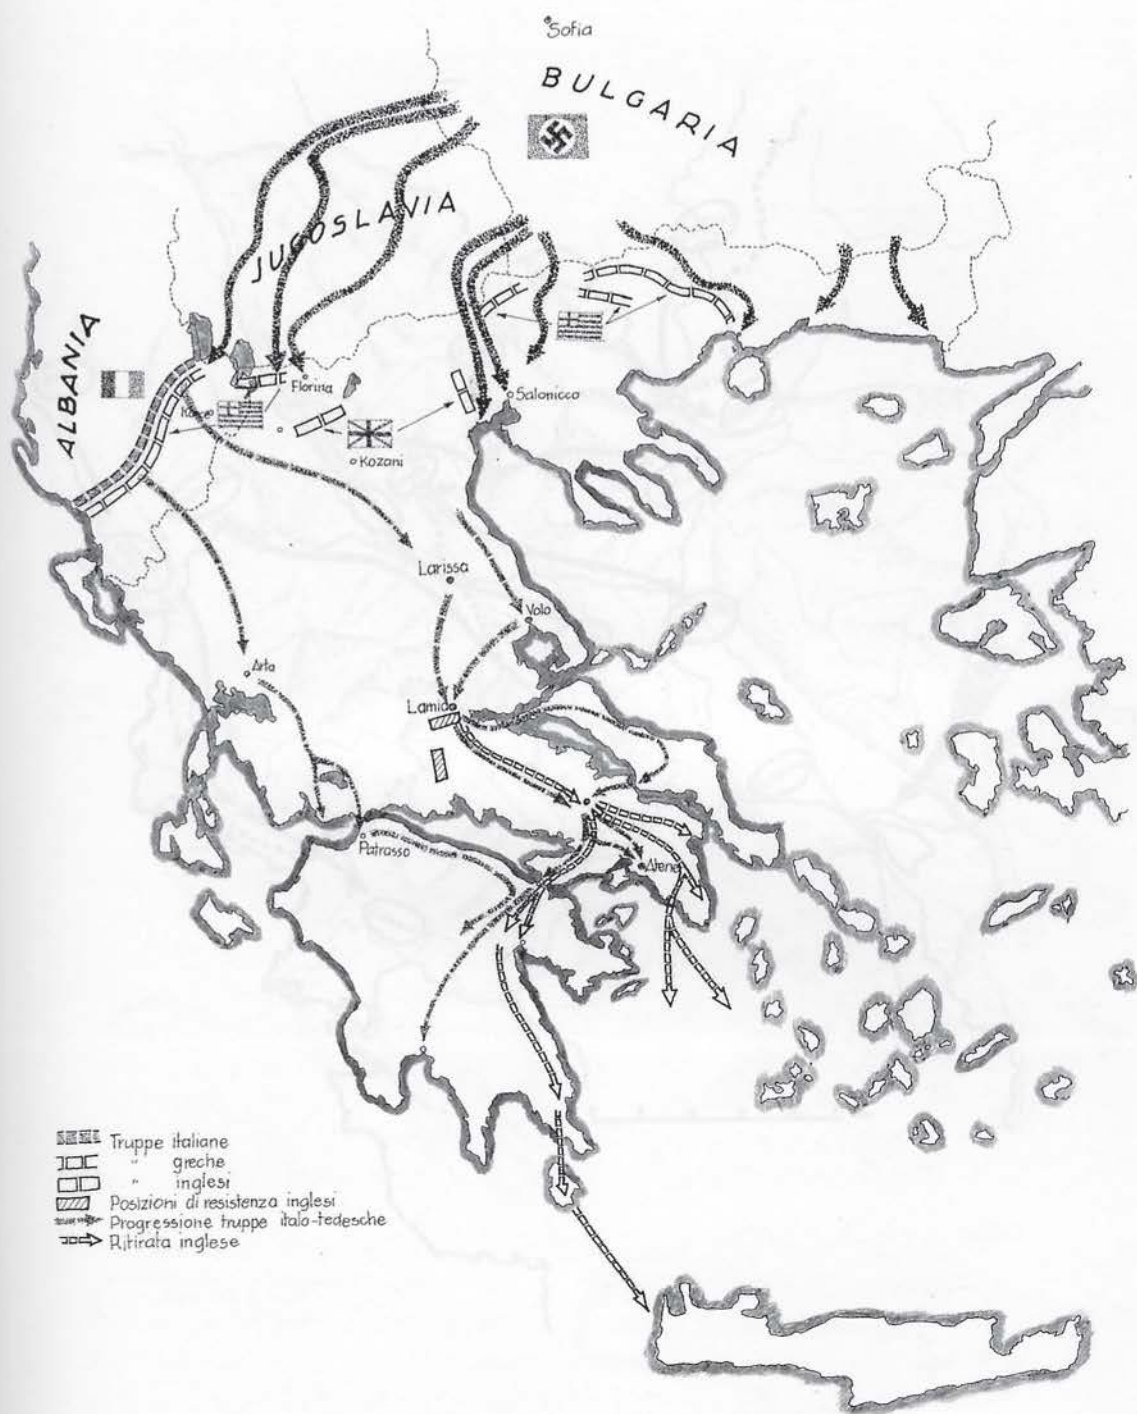 Sofia
BULGARIA
JUGOSLAVIA
ALBANIA
Florina
Salonicco
Kozani
Larissa
Volo
Arta
Lamia
Patrasso
Atene
Truppe italiane
" greche
" inglesi
Posizioni di resistenza inglesi
Progressione truppe italo-tedesche
Ritirata inglese